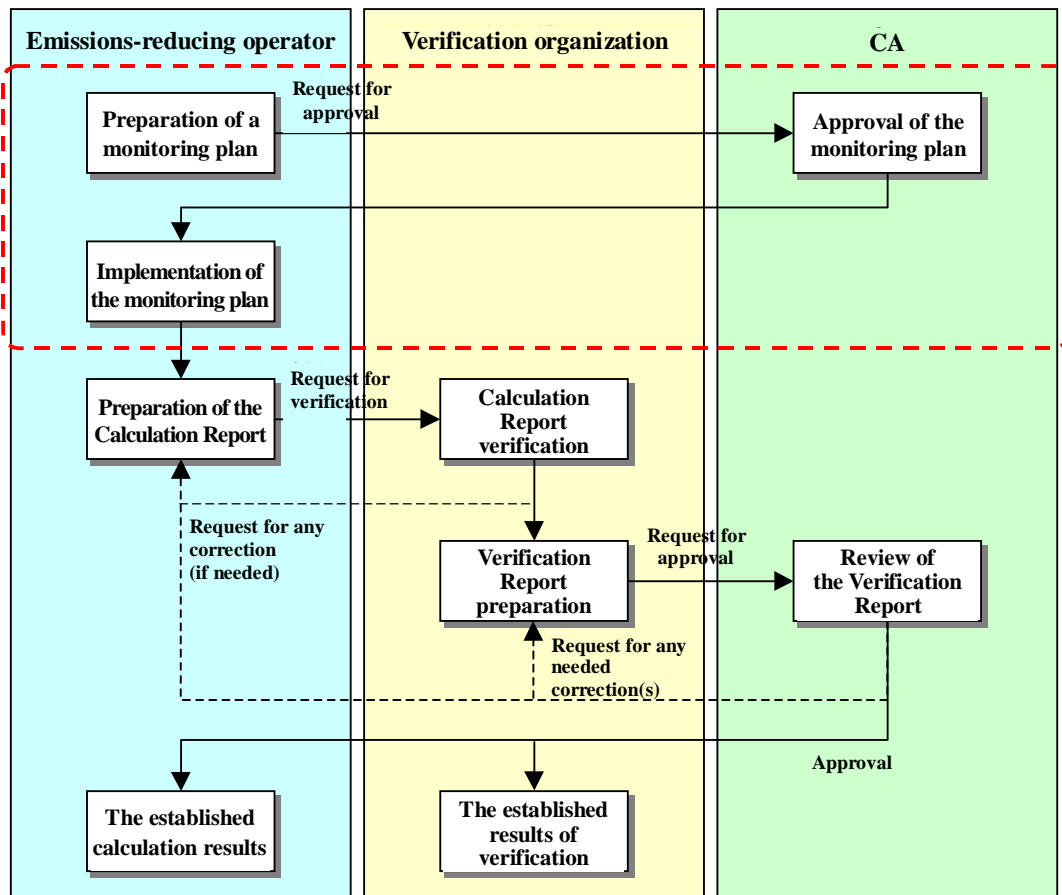 Emissions-reducing operator
Verification organization
CA
Request for
approval
Preparation of a
monitoring plan
Approval of the
monitoring plan
Implementation of
the monitoring plan
Request for
verification
Preparation of the
Calculation Report
Calculation
Report
verification
Request for any
correction
(if needed)
Verification
Report
preparation
Request for
approval
Review of
the Verification
Report
Request for any
needed
correction(s)
Approval
The established
calculation results
The established
results of
verification